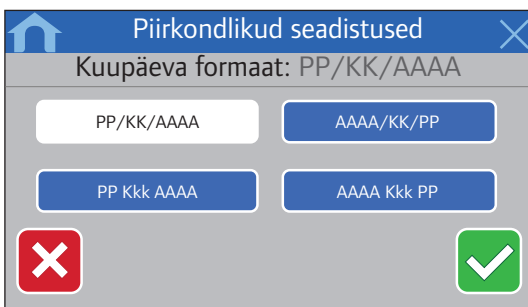 Piirkondlikud seadistused
Kuupäeva formaat: PP/KK/AAAA
PP/KK/AAAA
AAAA/KK/PP
PP Kkk AAAA
AAAA Kkk PP